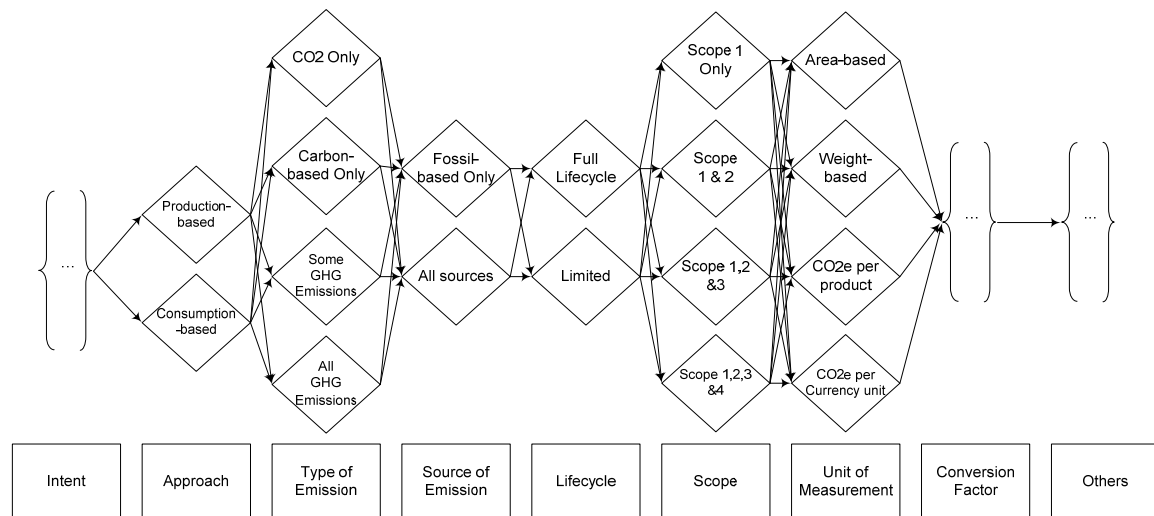 ...
Production-
based
Consumption
-based
CO2 Only
Carbon-
based Only
Some
GHG
Emissions
All
GHG
Emissions
Fossil-
based Only
All sources
Full
Lifecycle
Limited
Scope 1
Only
Scope
1 & 2
Scope 1,2
&3
Scope 1,2,3
&4
Area-based
Weight-
based
CO2e per
product
CO2e per
Currency unit
...
...
Intent
Approach
Type of
Emission
Source of
Emission
Lifecycle
Scope
Unit of
Measurement
Conversion
Factor
Others